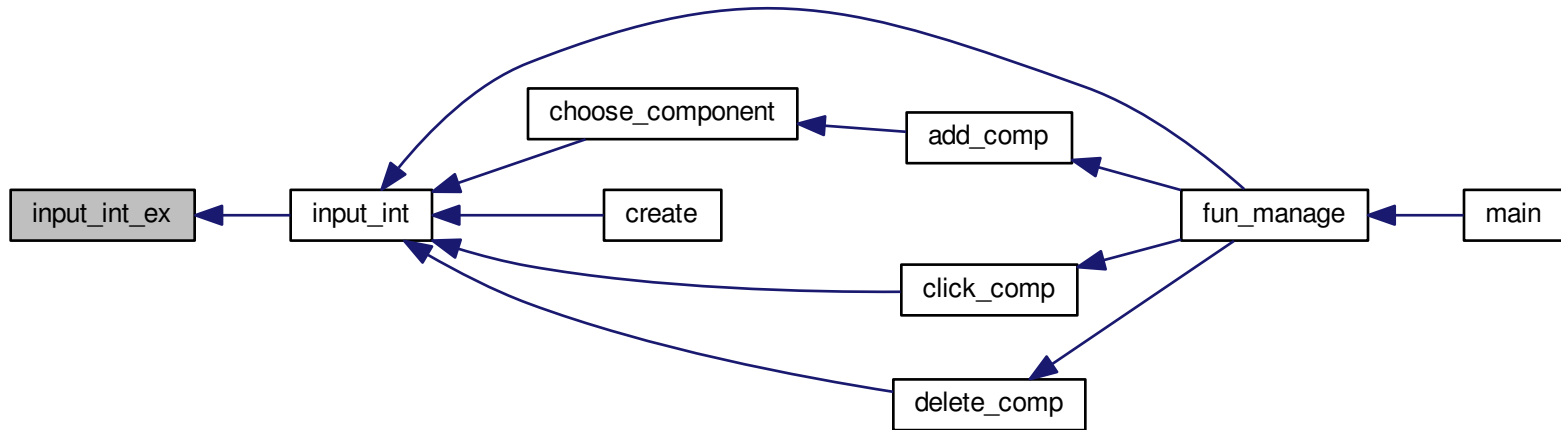 input_int_ex
input_int
choose_component
create
click_comp
delete_comp
add_comp
fun_manage
main